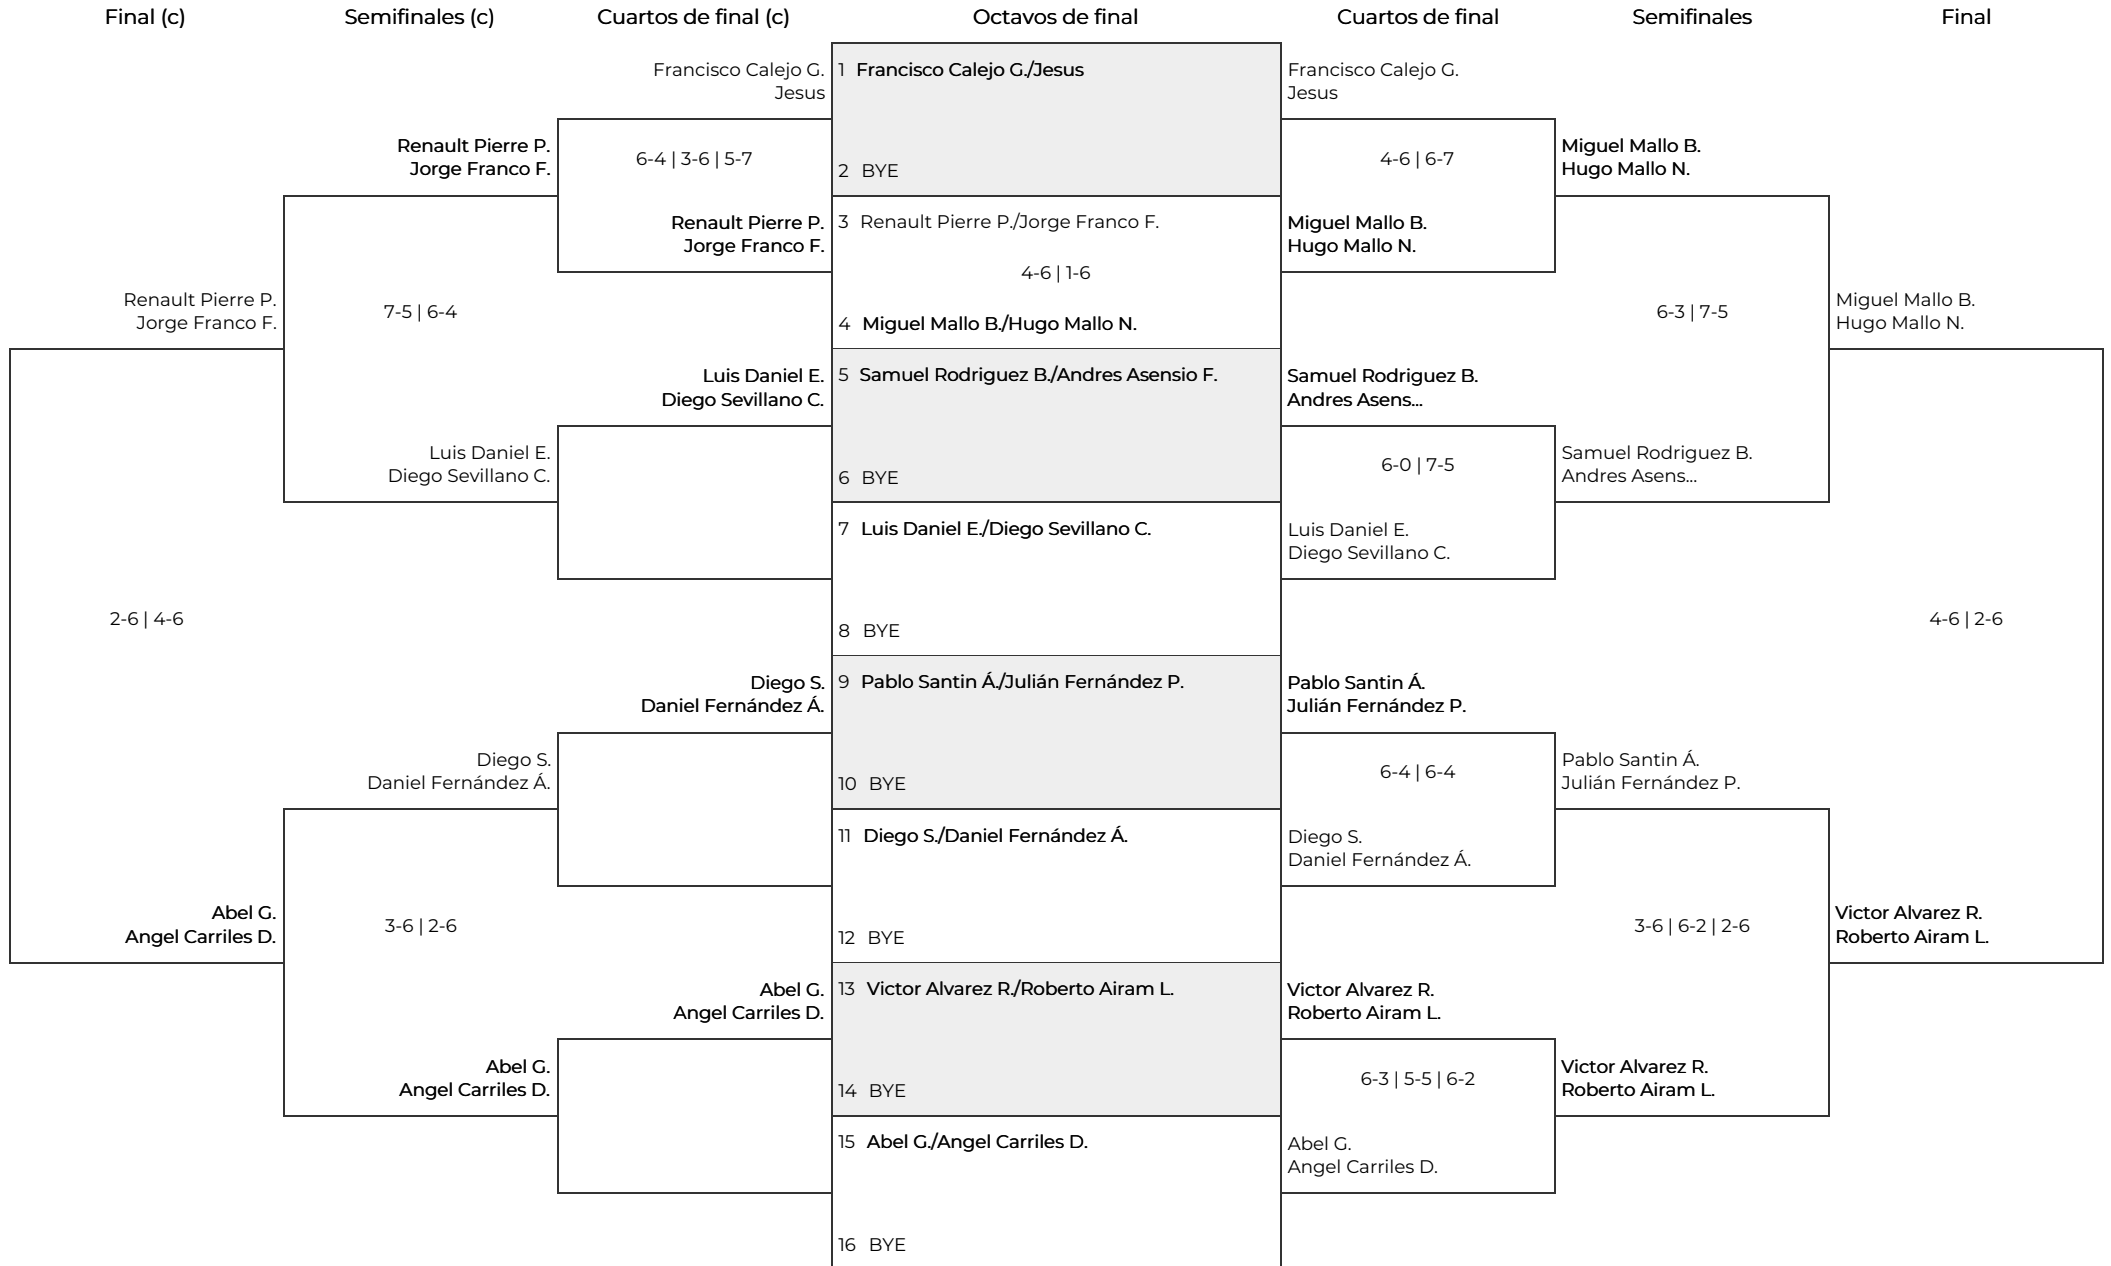 Final (c) Semifinales (c) Cuartos de final (c) Octavos de final Cuartos de final Semifinales Final
Francisco Calejo G.
Jesus
Renault Pierre P.
Jorge Franco F.
6-4 | 3-6 | 5-7
Renault Pierre P.
Jorge Franco F.
Renault Pierre P.
Jorge Franco F.
7-5 | 6-4
Luis Daniel E.
Diego Sevillano C.
Luis Daniel E.
Diego Sevillano C.
2-6 | 4-6
Diego S.
Daniel Fernández Á.
Diego S.
Daniel Fernández Á.
Abel G.
Angel Carriles D.
3-6 | 2-6
Abel G.
Angel Carriles D.
Abel G.
Angel Carriles D.
1 Francisco Calejo G./Jesus
2 BYE
3 Renault Pierre P./Jorge Franco F.
4-6 | 1-6
4 Miguel Mallo B./Hugo Mallo N.
5 Samuel Rodriguez B./Andres Asensio F.
6 BYE
7 Luis Daniel E./Diego Sevillano C.
8 BYE
9 Pablo Santin Á./Julián Fernández P.
10 BYE
11 Diego S./Daniel Fernández Á.
12 BYE
13 Victor Alvarez R./Roberto Airam L.
14 BYE
15 Abel G./Angel Carriles D.
16 BYE
Francisco Calejo G.
Jesus
4-6 | 6-7
Miguel Mallo B.
Hugo Mallo N.
Samuel Rodriguez B.
Andres Asens...
6-0 | 7-5
Luis Daniel E.
Diego Sevillano C.
Pablo Santin Á.
Julián Fernández P.
6-4 | 6-4
Diego S.
Daniel Fernández Á.
Victor Alvarez R.
Roberto Airam L.
6-3 | 5-5 | 6-2
Abel G.
Angel Carriles D.
Miguel Mallo B.
Hugo Mallo N.
6-3 | 7-5
Samuel Rodriguez B.
Andres Asens...
Pablo Santin Á.
Julián Fernández P.
3-6 | 6-2 | 2-6
Victor Alvarez R.
Roberto Airam L.
Miguel Mallo B.
Hugo Mallo N.
4-6 | 2-6
Victor Alvarez R.
Roberto Airam L.